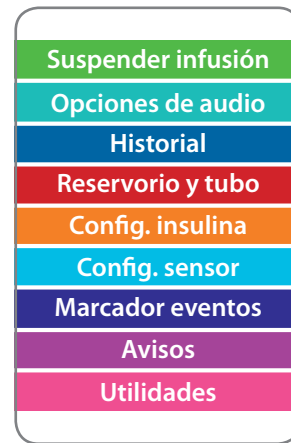 Suspender infusión
Opciones de audio
Historial
Reservorio y tubo
Config. insulina
Config. sensor
Marcador eventos
Avisos
Utilidades